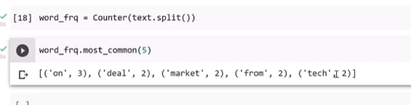 [18] word_frq = Counter(text.split())
word_frq.most_common(5)
[('on', 3), ('deal', 2), ('market', 2), ('from', 2), ('tech', 2)]
[ ]